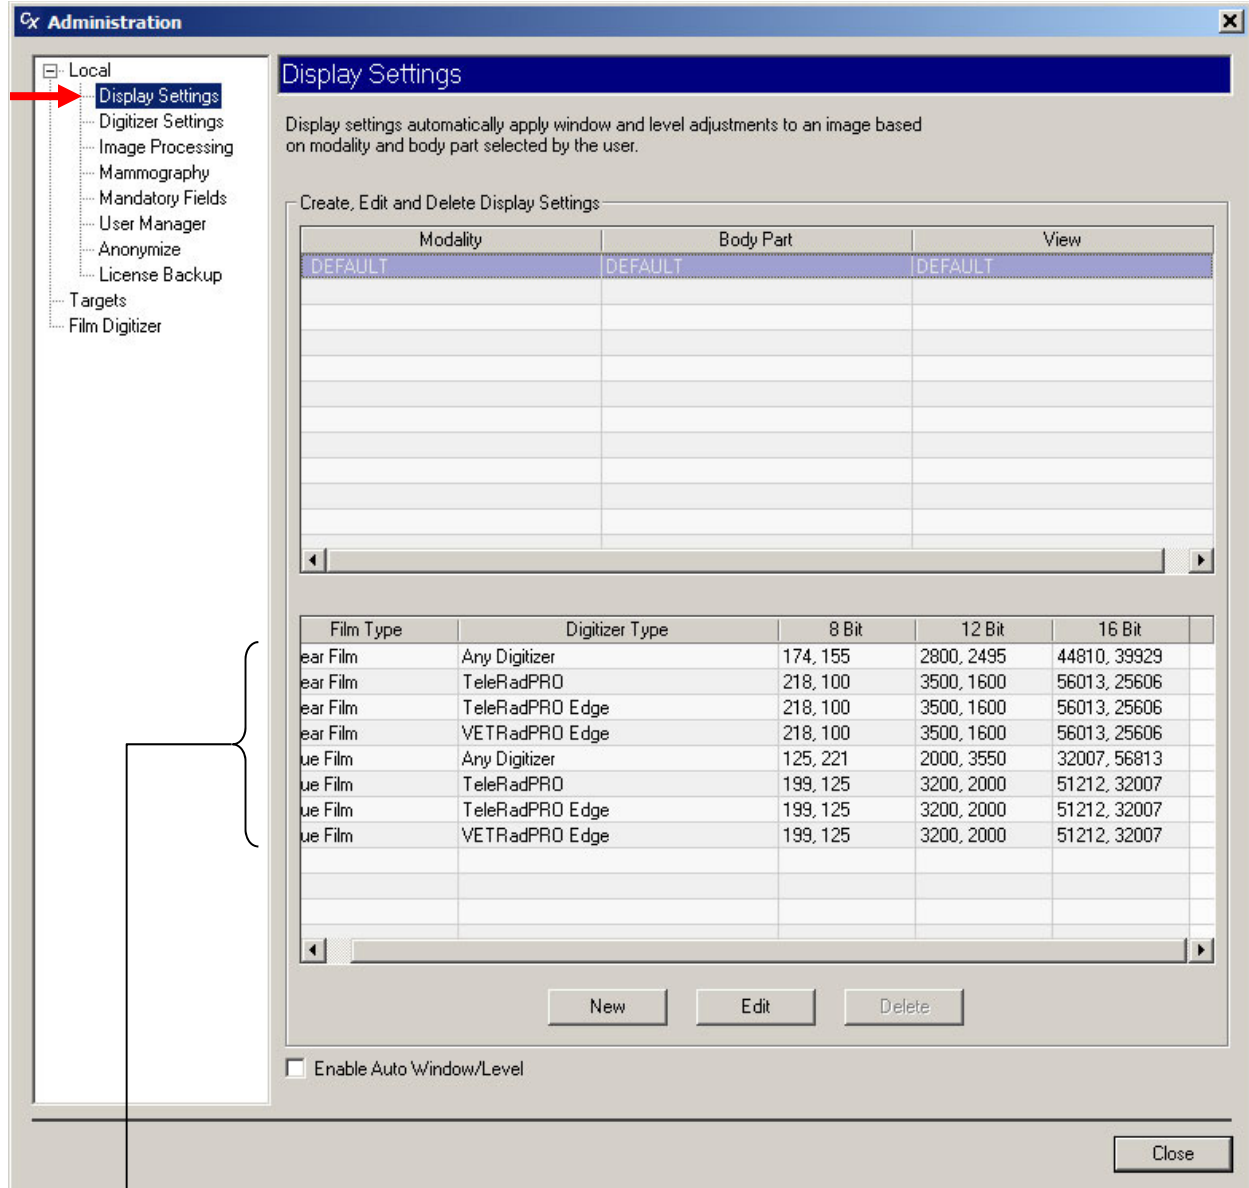 Cx Administration
Local
Display Settings
Digitizer Settings
Image Processing
Mammography
Mandatory Fields
User Manager
Anonymize
License Backup
Targets
Film Digitizer
Display Settings
Display settings automatically apply window and level adjustments to an image based
on modality and body part selected by the user.
Create, Edit and Delete Display Settings
Modality Body Part View
DEFAULT DEFAULT DEFAULT
Film Type Digitizer Type 8 Bit 12 Bit 16 Bit
ear Film Any Digitizer 174, 155 2800, 2495 44810, 39929
ear Film TeleRadPRO 218, 100 3500, 1600 56013, 25606
ear Film TeleRadPRO Edge 218, 100 3500, 1600 56013, 25606
ear Film VETRadPRO Edge 218, 100 3500, 1600 56013, 25606
ue Film Any Digitizer 125, 221 2000, 3550 32007, 56813
ue Film TeleRadPRO 199, 125 3200, 2000 51212, 32007
ue Film TeleRadPRO Edge 199, 125 3200, 2000 51212, 32007
ue Film VETRadPRO Edge 199, 125 3200, 2000 51212, 32007
New Edit Delete
Enable Auto Window/Level
Close